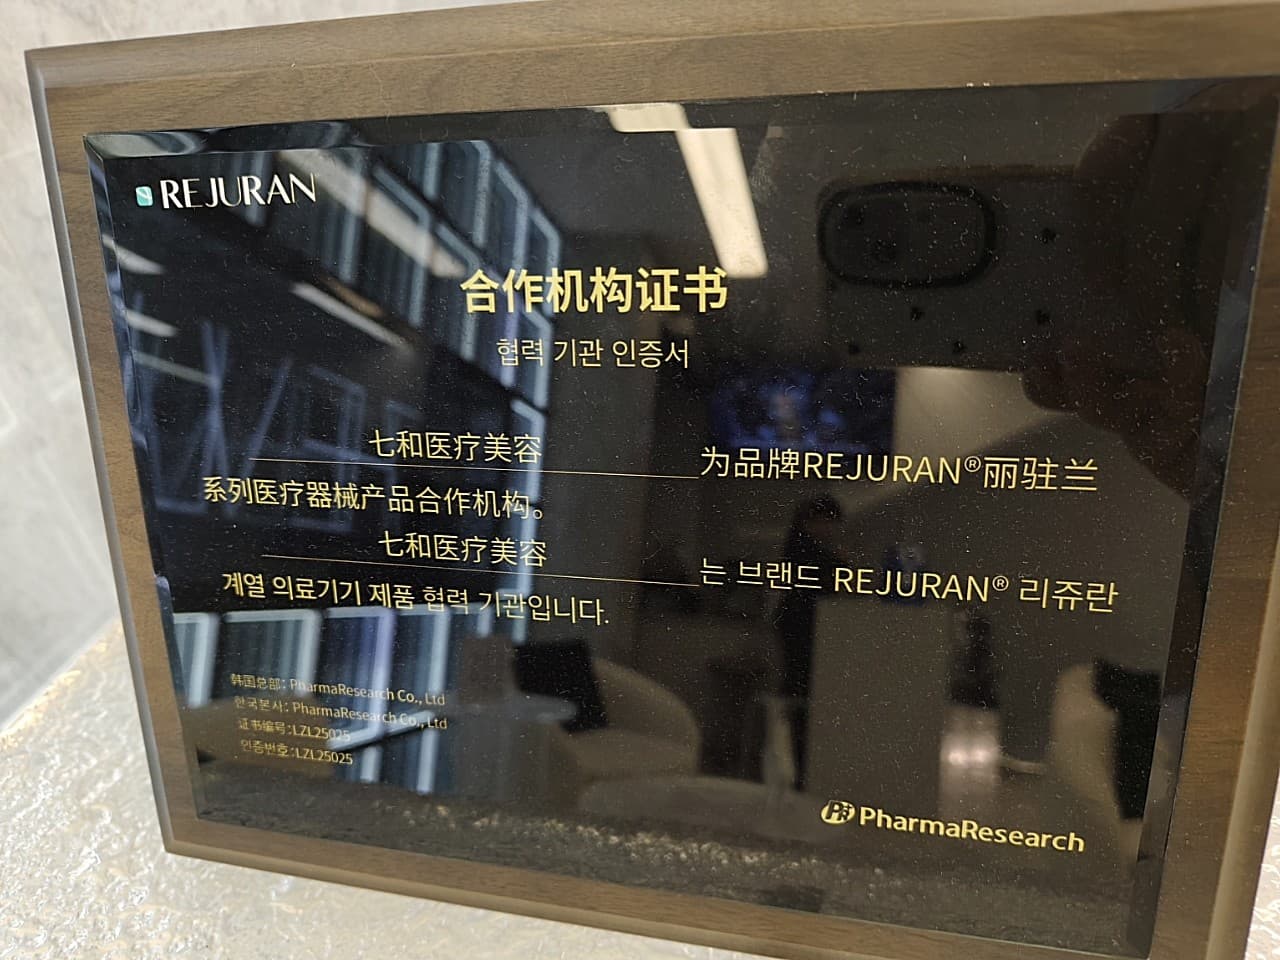 REJURAN
合作机构证书
협력 기관 인증서
七和医疗美容 为品牌REJURAN®丽驻兰
系列医疗器械产品合作机构。
七和医疗美容 는 브랜드 REJURAN® 리쥬란
계열 의료기기 제품 협력 기관입니다.
韩国总部: PharmaResearch Co., Ltd
한국본사: PharmaResearch Co., Ltd
证书编号:LZL25025
인증번호:LZL25025
PharmaResearch